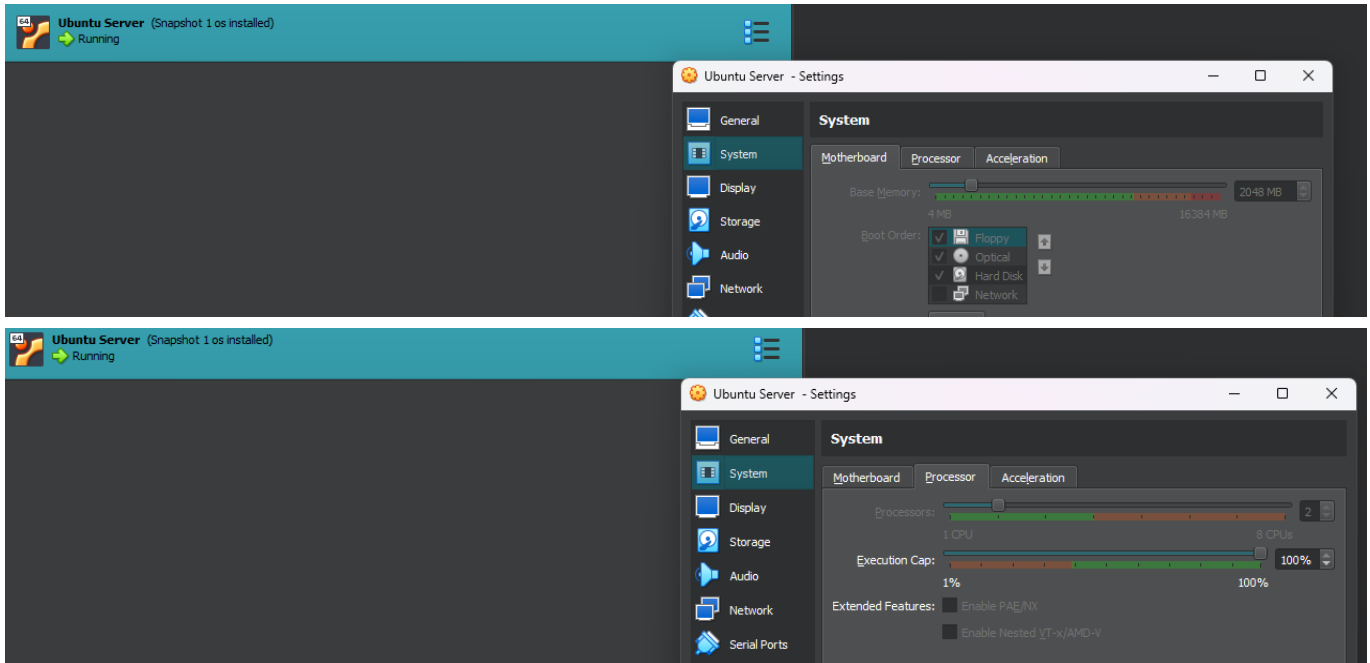 64 Ubuntu Server (Snapshot 1 os installed)
Running
Ubuntu Server - Settings
General
System
Display
Storage
Audio
Network
System
Motherboard Processor Acceleration
Base Memory: 2048 MB
4 MB 16384 MB
Boot Order: Floppy
Optical
Hard Disk
Network
64 Ubuntu Server (Snapshot 1 os installed)
Running
Ubuntu Server - Settings
General
System
Display
Storage
Audio
Network
Serial Ports
System
Motherboard Processor Acceleration
Processors: 2
1 CPU 8 CPUs
Execution Cap: 100%
1% 100%
Extended Features: Enable PAE/NX
Enable Nested VT-x/AMD-V